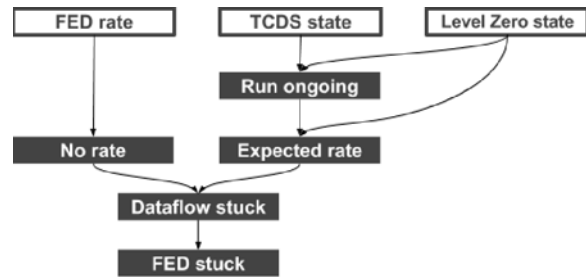 FED rate
TCDS state
Level Zero state
Run ongoing
No rate
Expected rate
Dataflow stuck
FED stuck